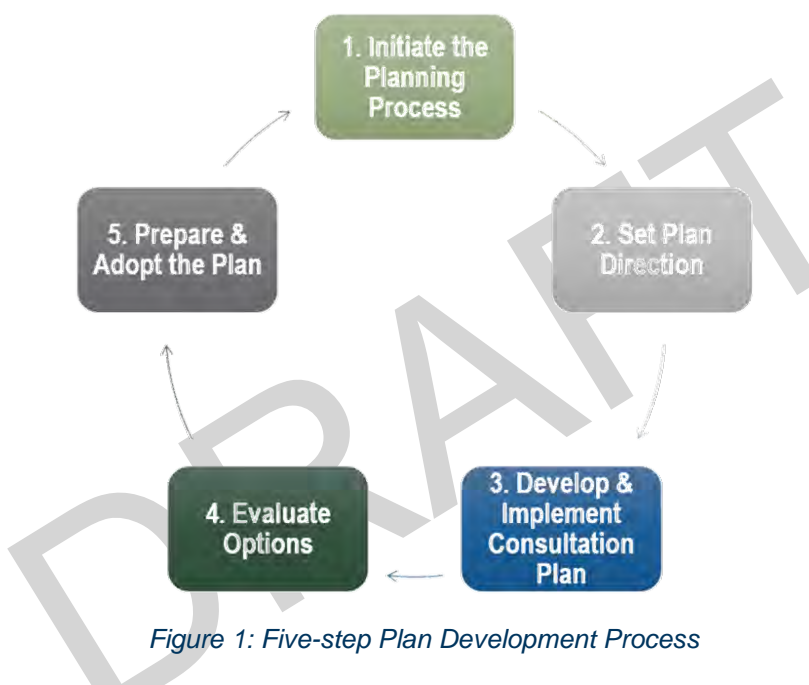 1. Initiate the
Planning
Process
2. Set Plan
Direction
3. Develop &
Implement
Consultation
Plan
4. Evaluate
Options
5. Prepare &
Adopt the Plan
DRAFT
Figure 1: Five-step Plan Development Process